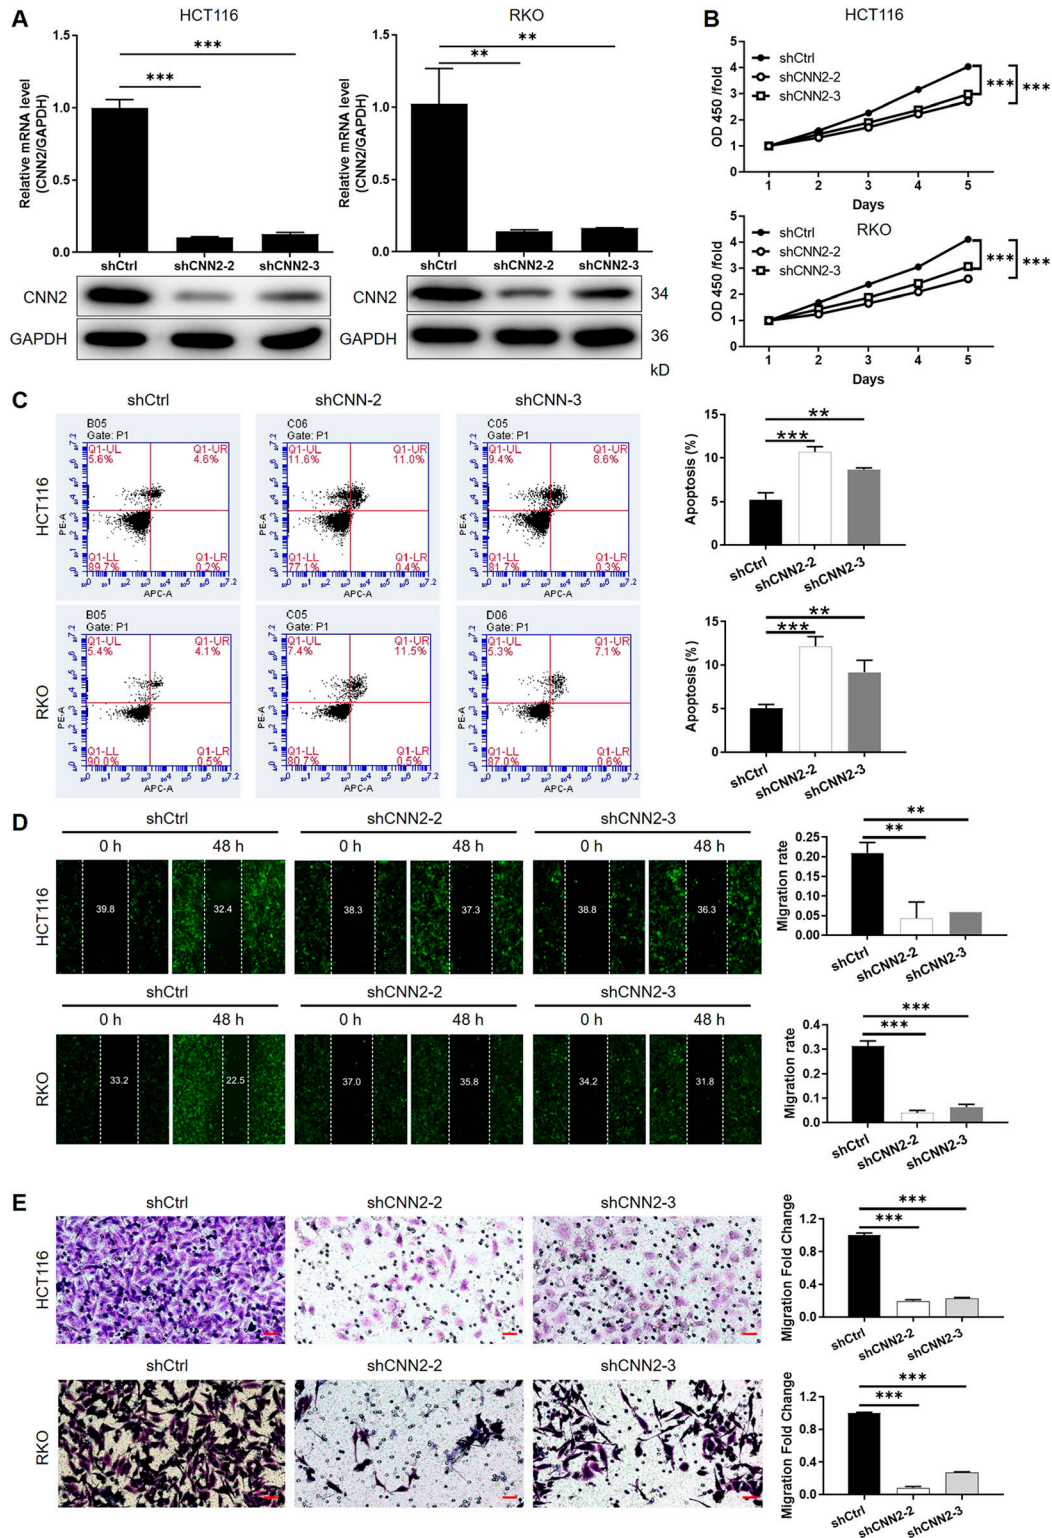 A
HCT116
RKO
B
HCT116
***
***
**
**
Relative mRNA level
(CNN2/GAPDH)
1.5
1.0
0.5
0.0
shCtrl
shCNN2-2
shCNN2-3
Relative mRNA level
(CNN2/GAPDH)
1.5
1.0
0.5
0.0
shCtrl
shCNN2-2
shCNN2-3
CNN2
GAPDH
CNN2
34
GAPDH
36
kD
OD 450 /fold
5
4
3
2
1
0
shCtrl
shCNN2-2
shCNN2-3
***
***
1 2 3 4 5
Days
RKO
OD 450 /fold
5
4
3
2
1
0
shCtrl
shCNN2-2
shCNN2-3
***
***
1 2 3 4 5
Days
C
shCtrl
shCNN-2
shCNN-3
HCT116
B05
Gate: P1
Q1-UL
5.6%
Q1-UR
4.6%
Q1-LL
89.7%
Q1-LR
0.2%
PE-A
APC-A
C06
Gate: P1
Q1-UL
11.6%
Q1-UR
11.0%
Q1-LL
77.1%
Q1-LR
0.4%
PE-A
APC-A
C05
Gate: P1
Q1-UL
9.4%
Q1-UR
8.6%
Q1-LL
81.7%
Q1-LR
0.3%
PE-A
APC-A
Apoptosis (%)
15
10
5
0
**
***
shCtrl
shCNN2-2
shCNN2-3
RKO
B05
Gate: P1
Q1-UL
5.4%
Q1-UR
4.1%
Q1-LL
90.0%
Q1-LR
0.5%
PE-A
APC-A
C05
Gate: P1
Q1-UL
7.4%
Q1-UR
11.5%
Q1-LL
80.7%
Q1-LR
0.5%
PE-A
APC-A
D06
Gate: P1
Q1-UL
5.3%
Q1-UR
7.1%
Q1-LL
87.0%
Q1-LR
0.6%
PE-A
APC-A
Apoptosis (%)
15
10
5
0
**
***
shCtrl
shCNN2-2
shCNN2-3
D
shCtrl
shCNN2-2
shCNN2-3
0 h
48 h
0 h
48 h
0 h
48 h
HCT116
39.8
32.4
38.3
37.3
38.8
36.3
Migration rate
0.25
0.20
0.15
0.10
0.05
0.00
**
**
shCtrl
shCNN2-2
shCNN2-3
shCtrl
shCNN2-2
shCNN2-3
0 h
48 h
0 h
48 h
0 h
48 h
RKO
33.2
22.5
37.0
35.8
34.2
31.8
Migration rate
0.4
0.3
0.2
0.1
0.0
***
***
shCtrl
shCNN2-2
shCNN2-3
E
shCtrl
shCNN2-2
shCNN2-3
HCT116
Migration Fold Change
1.2
0.8
0.4
0.0
***
***
shCtrl
shCNN2-2
shCNN2-3
shCtrl
shCNN2-2
shCNN2-3
RKO
Migration Fold Change
1.2
0.8
0.4
0.0
***
***
shCtrl
shCNN2-2
shCNN2-3